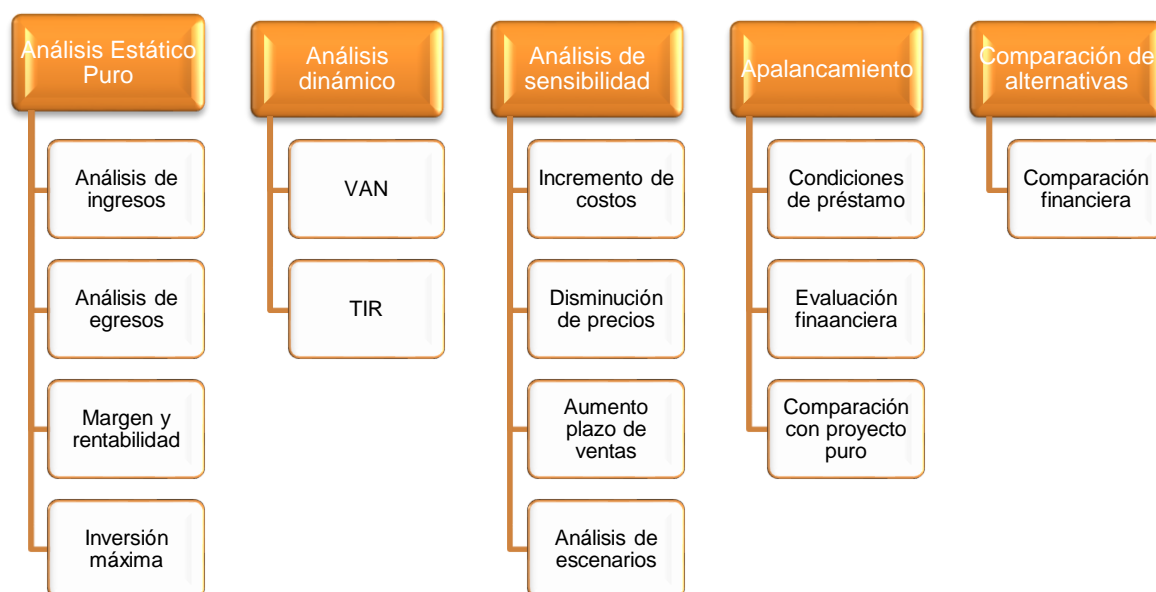 Análisis Estático
Puro
Análisis de
ingresos
Análisis de
egresos
Margen y
rentabilidad
Inversión
máxima
Análisis
dinámico
VAN
TIR
Análisis de
sensibilidad
Incremento de
costos
Disminución
de precios
Aumento
plazo de
ventas
Análisis de
escenarios
Apalancamiento
Condiciones
de préstamo
Evaluación
finaanciera
Comparación
con proyecto
puro
Comparación de
alternativas
Comparación
financiera